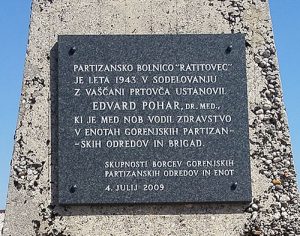 PARTIZANSKO BOLNICO "RATITOVEC"
JE LETA 1943 V SODELOVANJU
Z VAŠČANI PRTOVČA USTANOVIL
EDVARD POHAR, DR. MED.,
KI JE MED NOB VODIL ZDRAVSTVO
V ENOTAH GORENJSKIH PARTIZAN-
SKIH ODREDOV IN BRIGAD.
SKUPNOSTI BORCEV GORENJSKIH
PARTIZANSKIH ODREDOV IN ENOT
4. JULIJ 2009